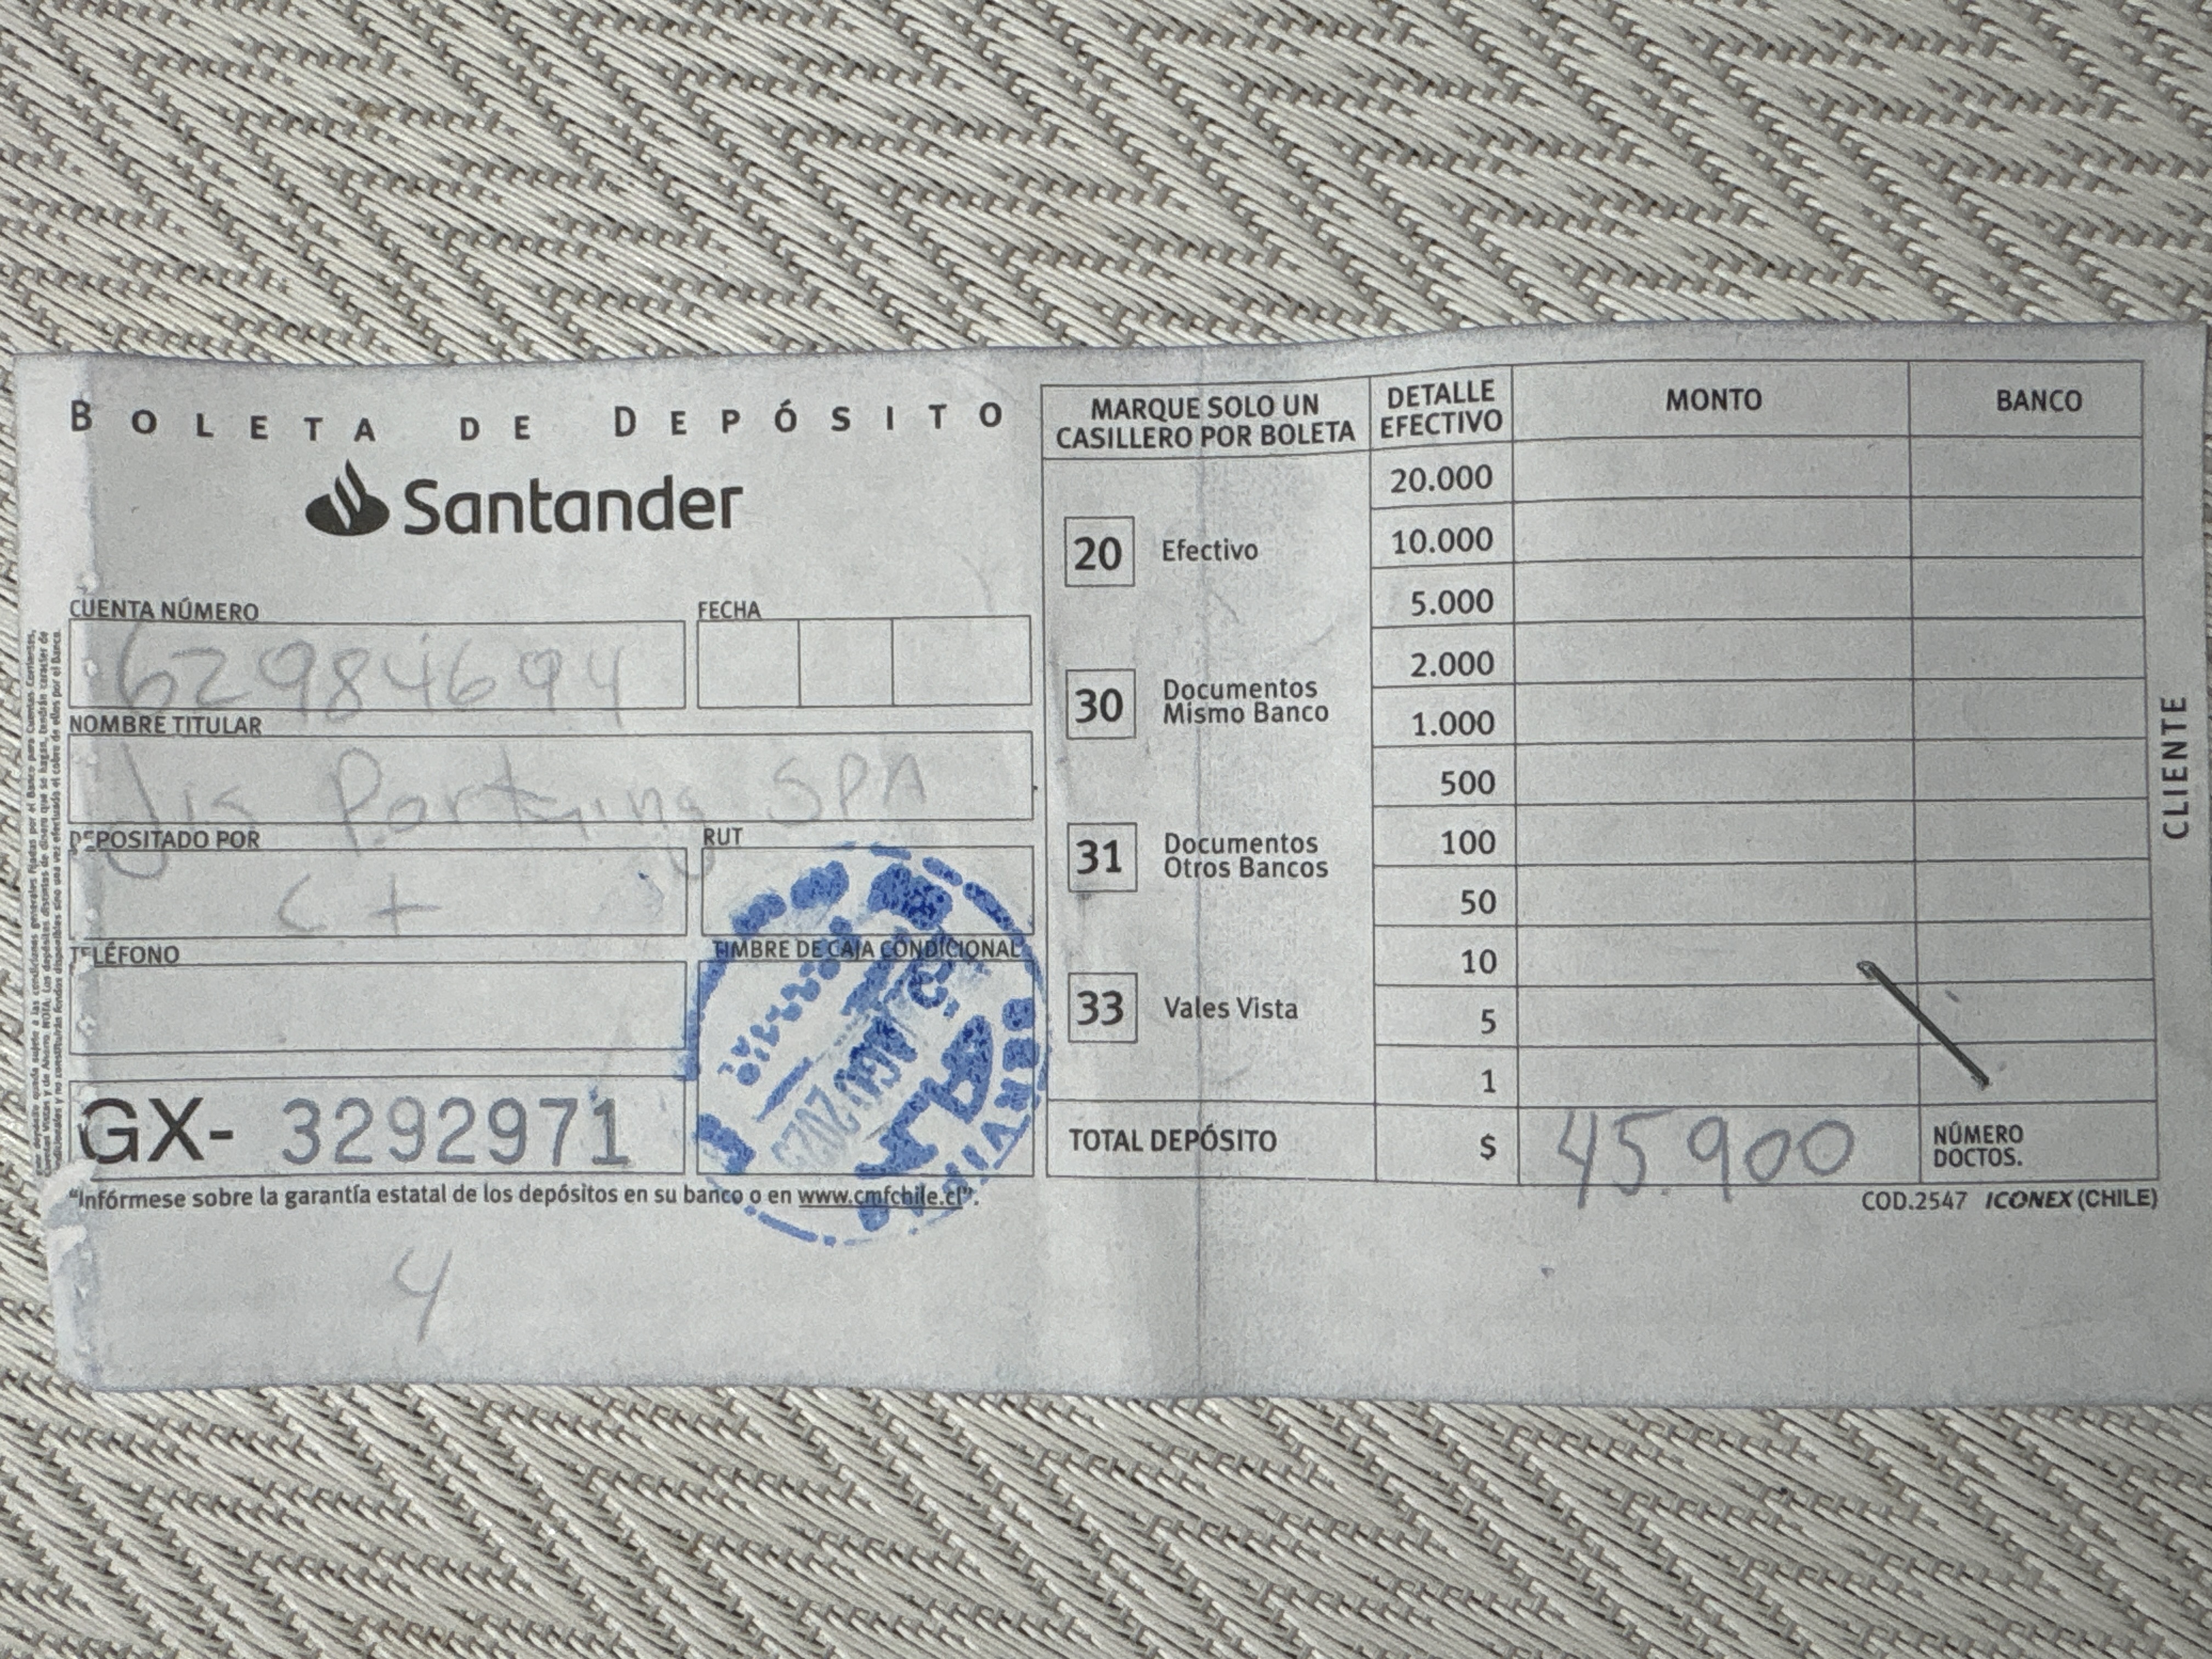 BOLETA DE DEPÓSITO
Santander
CUENTA NÚMERO
62984694
FECHA
NOMBRE TITULAR
Jis Parking SPA
DEPOSITADO POR
C +
RUT
TELÉFONO
TIMBRE DE CAJA CONDICIONAL
GX- 3292971
"Infórmese sobre la garantía estatal de los depósitos en su banco o en www.cmfchile.cl".
4
MARQUE SOLO UN CASILLERO POR BOLETA
20 Efectivo
30 Documentos Mismo Banco
31 Documentos Otros Bancos
33 Vales Vista
DETALLE EFECTIVO
MONTO
BANCO
20.000
10.000
5.000
2.000
1.000
500
100
50
10
5
1
TOTAL DEPÓSITO $ 45.900
NÚMERO DOCTOS.
COD.2547 ICONEX (CHILE)
CLIENTE